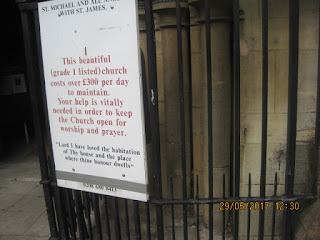 ST. MICHAEL AND ALL
WITH ST. JAMES.
This beautiful
(grade 1 listed) church
costs over £300 per day
to maintain.
Your help is vitally
needed in order to keep
the Church open for
worship and prayer.
"Lord I have loved the habitation
of Thy house and the place
where thine honour dwells"
29/05/2017 12:30